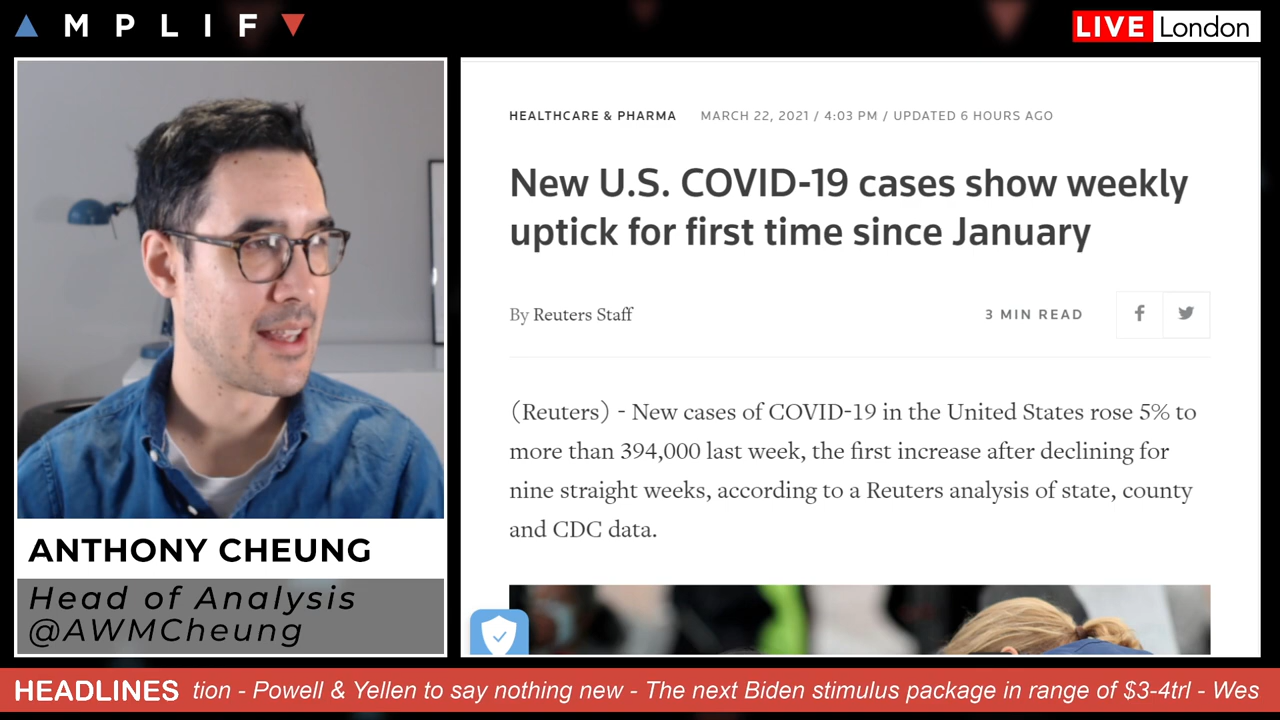 AMPLIFY
LIVE London
HEALTHCARE & PHARMA MARCH 22, 2021 / 4:03 PM / UPDATED 6 HOURS AGO
New U.S. COVID-19 cases show weekly
uptick for first time since January
By Reuters Staff
3 MIN READ
(Reuters) - New cases of COVID-19 in the United States rose 5% to
more than 394,000 last week, the first increase after declining for
nine straight weeks, according to a Reuters analysis of state, county
and CDC data.
ANTHONY CHEUNG
Head of Analysis
@AWMCheung
HEADLINES tion - Powell & Yellen to say nothing new - The next Biden stimulus package in range of $3-4trl - Wes